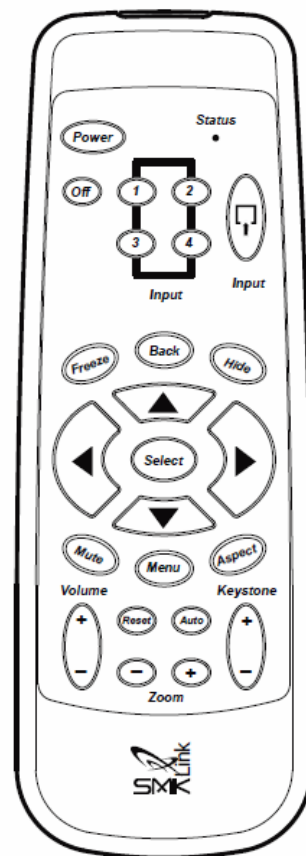 Status
Power
Off
1 2
3 4
Input Input
Back
Freeze Hide
Select
Mute Menu Aspect
Volume Keystone
+ Reset Auto +
- - + -
Zoom
SMK Link